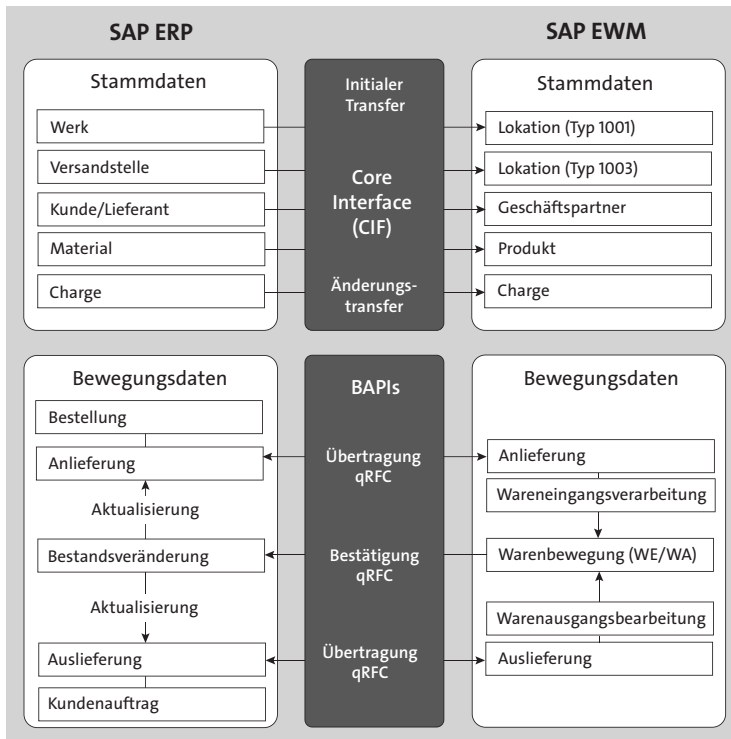 SAP ERP
SAP EWM
Stammdaten
Werk
Versandstelle
Kunde/Lieferant
Material
Charge
Initialer
Transfer
Core
Interface
(CIF)
Änderungs-
transfer
Stammdaten
Lokation (Typ 1001)
Lokation (Typ 1003)
Geschäftspartner
Produkt
Charge
Bewegungsdaten
Bestellung
Anlieferung
Aktualisierung
Bestandsveränderung
Aktualisierung
Auslieferung
Kundenauftrag
BAPIs
Übertragung
qRFC
Bestätigung
qRFC
Übertragung
qRFC
Bewegungsdaten
Anlieferung
Wareneingangsverarbeitung
Warenbewegung (WE/WA)
Warenausgangsbearbeitung
Auslieferung